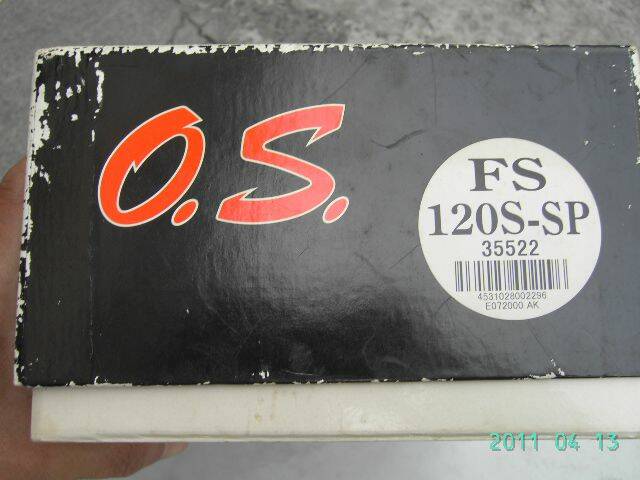 O.S.
FS
120S-SP
35522
4531028002296
E072000 AK
2011 04 13